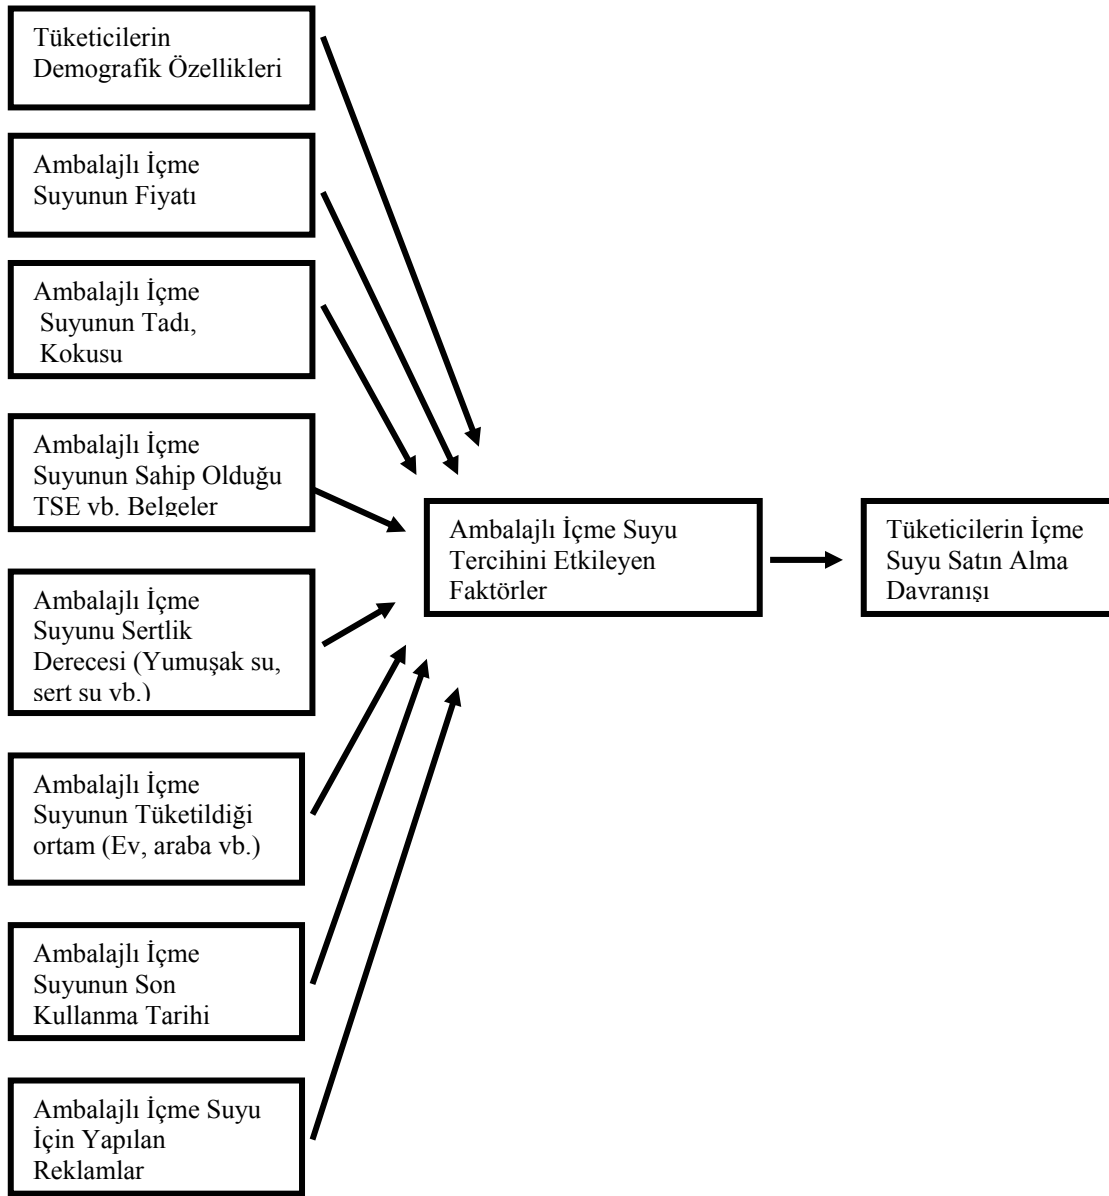 Tüketicilerin
Demografik Özellikleri
Ambalajlı İçme
Suyunun Fiyatı
Ambalajlı İçme
Suyunun Tadı,
Kokusu
Ambalajlı İçme
Suyunun Sahip Olduğu
TSE vb. Belgeler
Ambalajlı İçme
Suyunu Sertlik
Derecesi (Yumuşak su,
sert su vb.)
Ambalajlı İçme
Suyunun Tüketildiği
ortam (Ev, araba vb.)
Ambalajlı İçme
Suyunun Son
Kullanma Tarihi
Ambalajlı İçme Suyu
İçin Yapılan
Reklamlar
Ambalajlı İçme Suyu
Tercihini Etkileyen
Faktörler
Tüketicilerin İçme
Suyu Satın Alma
Davranışı